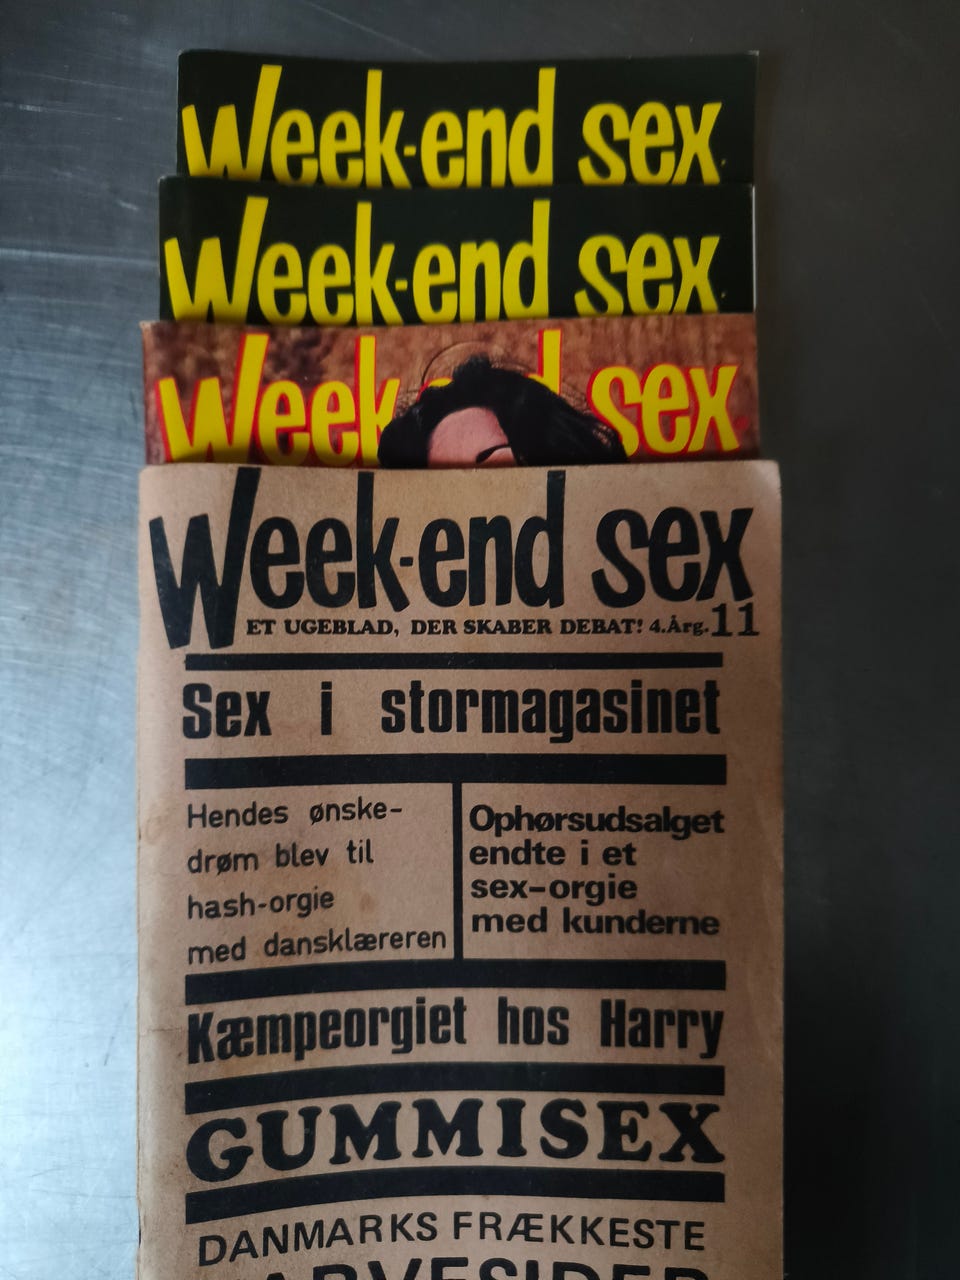 Week-end sex.
Week-end sex.
Week-end sex.
Week-end sex
ET UGEBLAD, DER SKABER DEBAT! 4.Årg.11
Sex i stormagasinet
Hendes ønske-
drøm blev til
hash-orgie
med dansklæreren
Ophørsudsalget
endte i et
sex-orgie
med kunderne
Kæmpeorgiet hos Harry
GUMMISEX
DANMARKS FRÆKKESTE